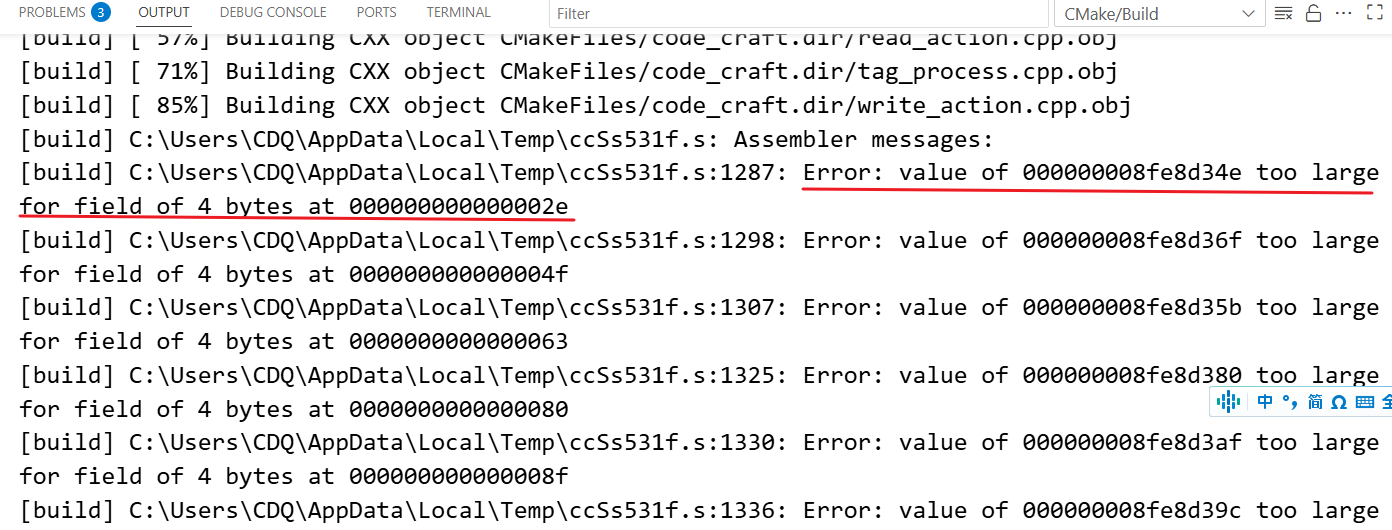 PROBLEMS 3 OUTPUT DEBUG CONSOLE PORTS TERMINAL Filter CMake/Build
[build] [ 57%] Building CXX object CMakeFiles/code_craft.dir/read_action.cpp.obj
[build] [ 71%] Building CXX object CMakeFiles/code_craft.dir/tag_process.cpp.obj
[build] [ 85%] Building CXX object CMakeFiles/code_craft.dir/write_action.cpp.obj
[build] C:\Users\CDQ\AppData\Local\Temp\ccSs531f.s: Assembler messages:
[build] C:\Users\CDQ\AppData\Local\Temp\ccSs531f.s:1287: Error: value of 000000008fe8d34e too large
for field of 4 bytes at 000000000000002e
[build] C:\Users\CDQ\AppData\Local\Temp\ccSs531f.s:1298: Error: value of 000000008fe8d36f too large
for field of 4 bytes at 000000000000004f
[build] C:\Users\CDQ\AppData\Local\Temp\ccSs531f.s:1307: Error: value of 000000008fe8d35b too large
for field of 4 bytes at 0000000000000063
[build] C:\Users\CDQ\AppData\Local\Temp\ccSs531f.s:1325: Error: value of 000000008fe8d380 too large
for field of 4 bytes at 0000000000000080
中 °, 简 Ω 全
[build] C:\Users\CDQ\AppData\Local\Temp\ccSs531f.s:1330: Error: value of 000000008fe8d3af too large
for field of 4 bytes at 000000000000008f
[build] C:\Users\CDQ\AppData\Local\Temp\ccSs531f.s:1336: Error: value of 000000008fe8d39c too large